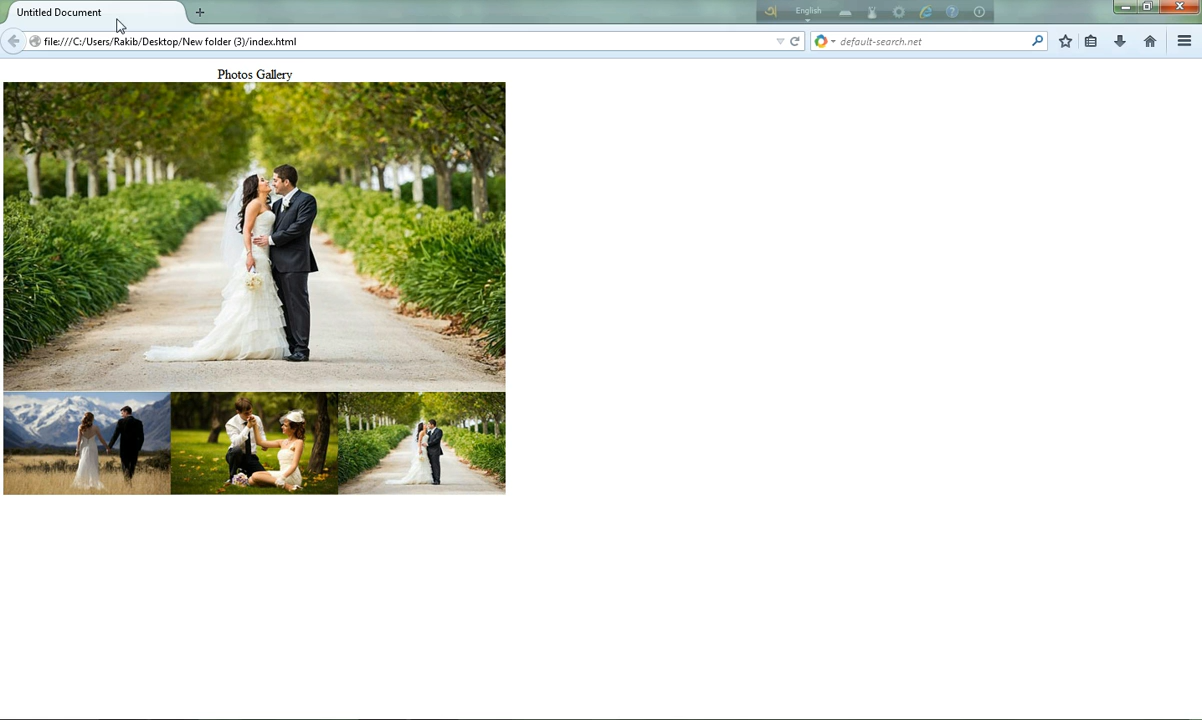 Untitled Document
English
file:///C:/Users/Rakib/Desktop/New folder (3)/index.html
default-search.net
Photos Gallery